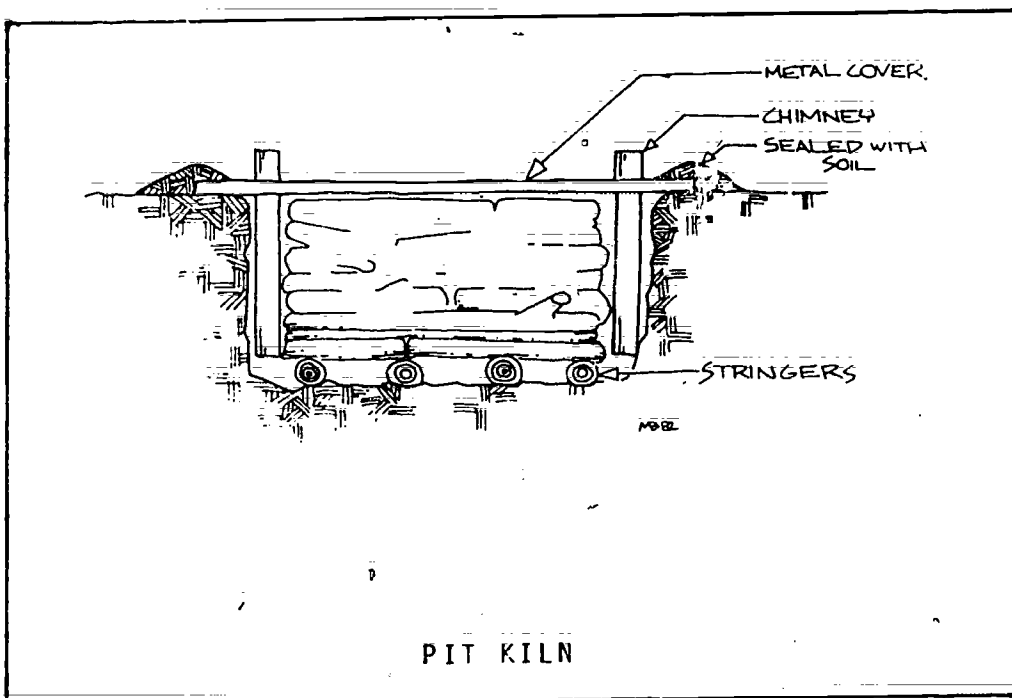 METAL COVER.
CHIMNEY
SEALED WITH
SOIL
STRINGERS
PIT KILN